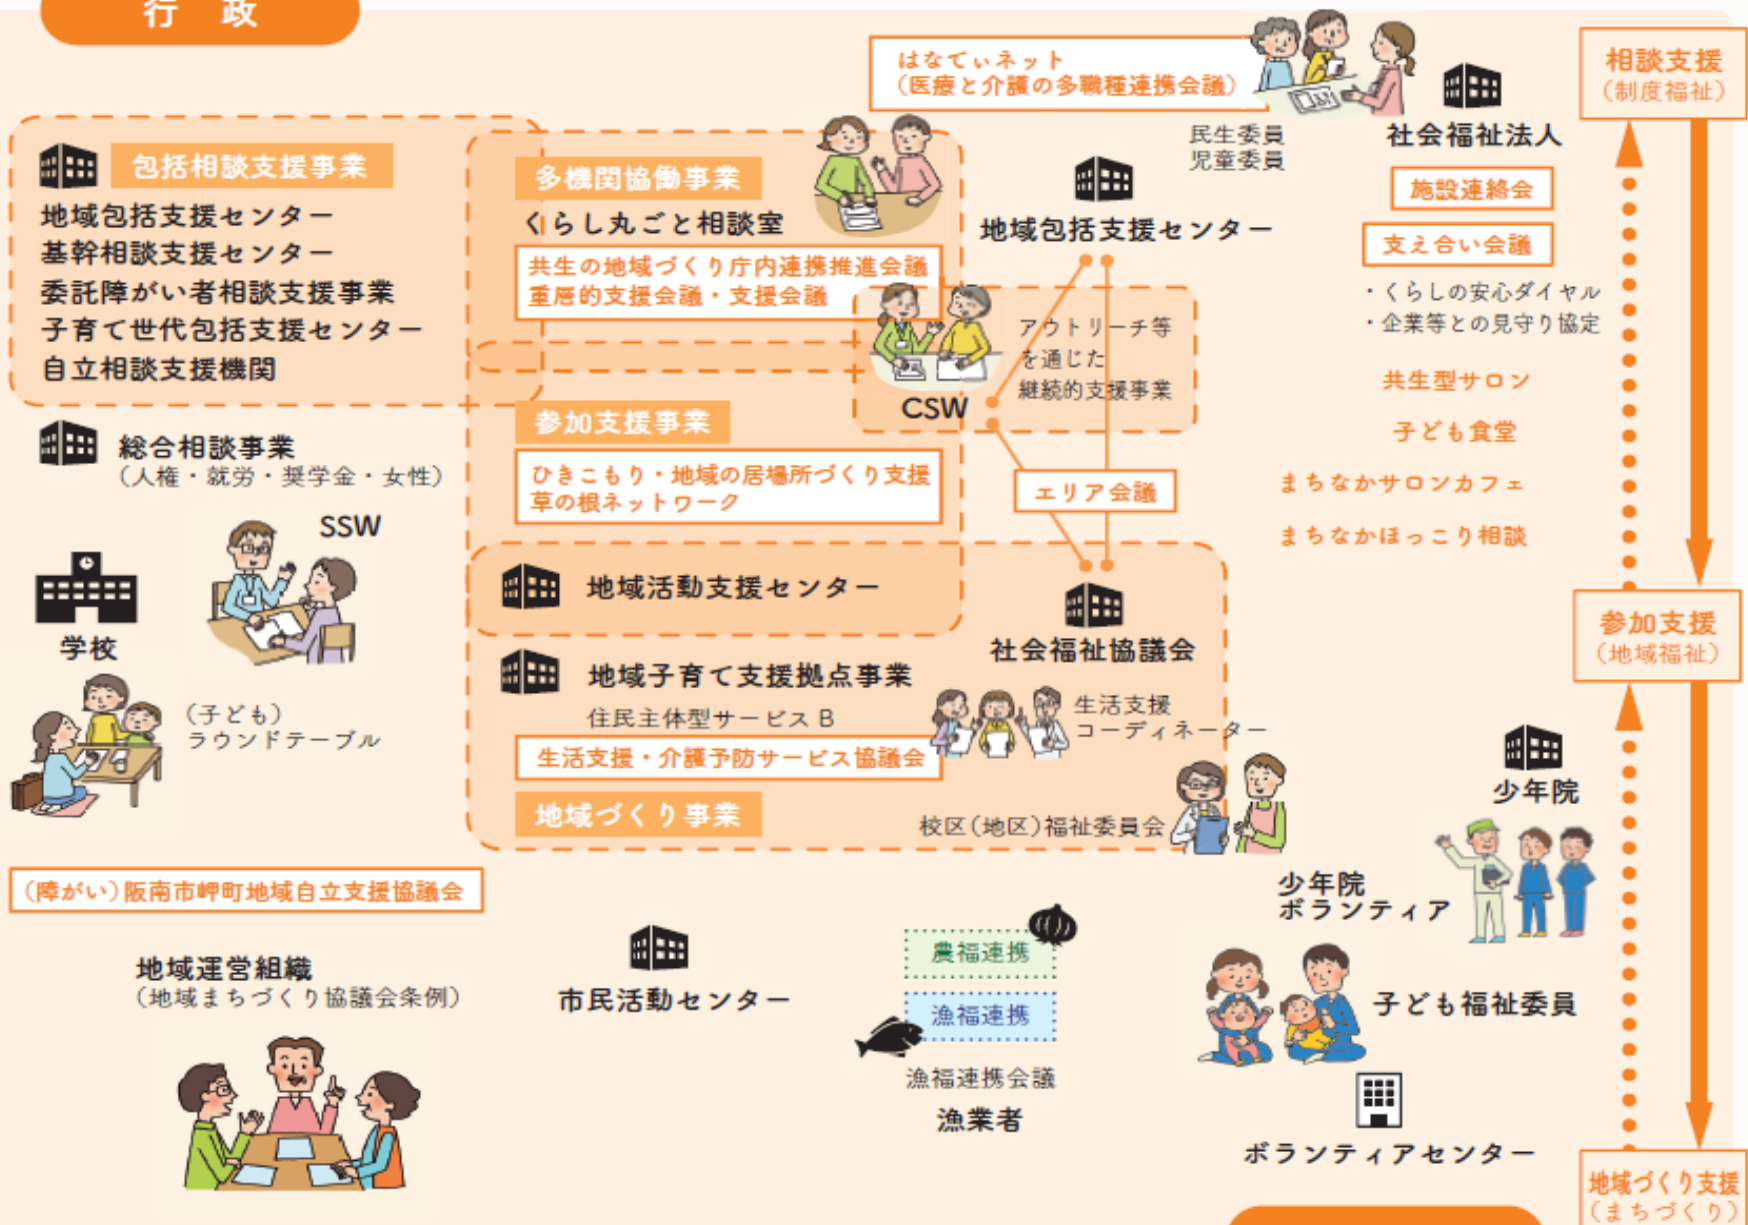 行 政
はなてぃネット
(医療と介護の多職種連携会議)
民生委員
児童委員
社会福祉法人
施設連絡会
支え合い会議
・くらしの安心ダイヤル
・企業等との見守り協定
共生型サロン
子ども食堂
まちなかサロンカフェ
まちなかほっこり相談
相談支援
(制度福祉)
包括相談支援事業
地域包括支援センター
基幹相談支援センター
委託障がい者相談支援事業
子育て世代包括支援センター
自立相談支援機関
多機関協働事業
くらし丸ごと相談室
共生の地域づくり庁内連携推進会議
重層的支援会議・支援会議
地域包括支援センター
アウトリーチ等
を通じた
継続的支援事業
CSW
エリア会議
総合相談事業
(人権・就労・奨学金・女性)
SSW
学校
(子ども)
ラウンドテーブル
参加支援事業
ひきこもり・地域の居場所づくり支援
草の根ネットワーク
地域活動支援センター
地域子育て支援拠点事業
住民主体型サービス B
生活支援・介護予防サービス協議会
地域づくり事業
社会福祉協議会
生活支援
コーディネーター
校区(地区)福祉委員会
参加支援
(地域福祉)
少年院
少年院
ボランティア
(障がい)阪南市岬町地域自立支援協議会
地域運営組織
(地域まちづくり協議会条例)
市民活動センター
農福連携
漁福連携
漁福連携会議
漁業者
子ども福祉委員
ボランティアセンター
地域づくり支援
(まちづくり)